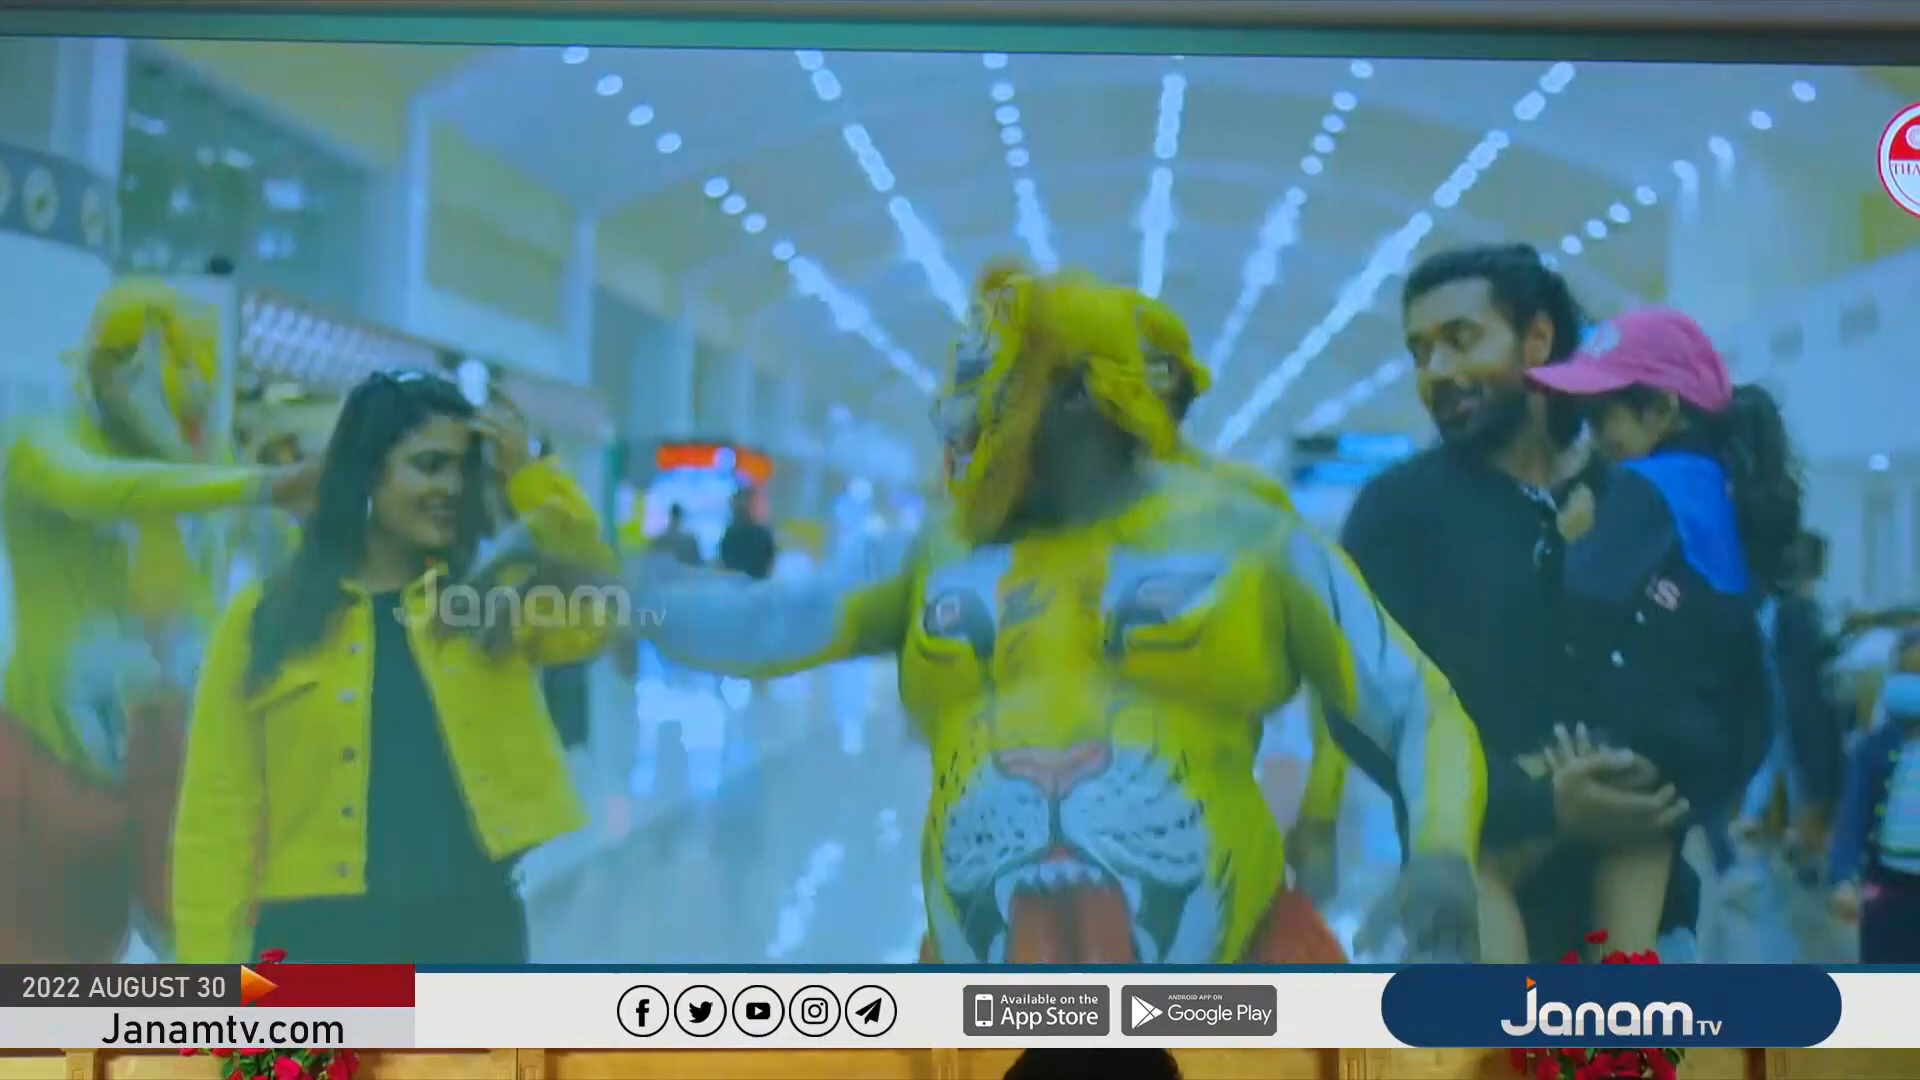 THA
Janam TV
2022 AUGUST 30
Janamtv.com
Available on the
App Store
ANDROID APP ON
Google Play
Janam TV